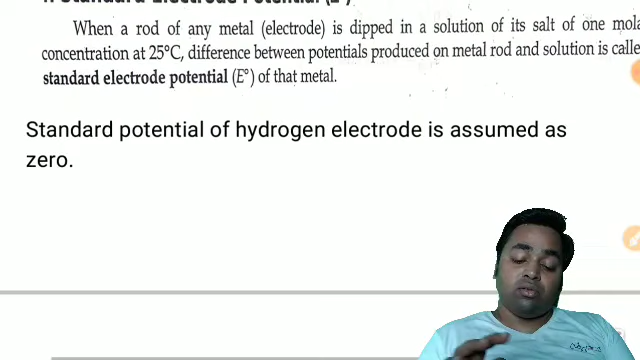 When a rod of any metal (electrode) is dipped in a solution of its salt of one mola
concentration at 25°C, difference between potentials produced on metal rod and solution is calle
standard electrode potential (E°) of that metal.
Standard potential of hydrogen electrode is assumed as
zero.